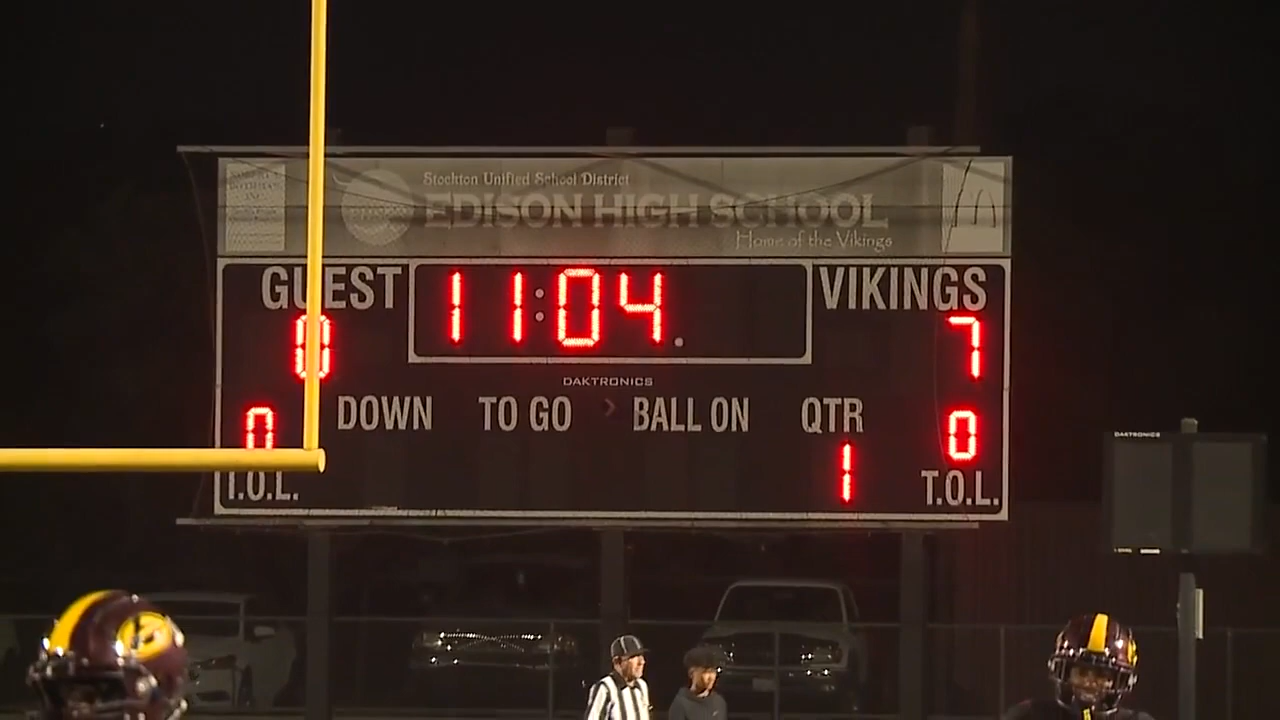 Stockton Unified School District
EDISON HIGH SCHOOL
Home of the Vikings
GUEST 11:04. VIKINGS
0 7
DAKTRONICS
DOWN TO GO BALL ON QTR
0 1 0
T.O.L. T.O.L.
DAKTRONICS